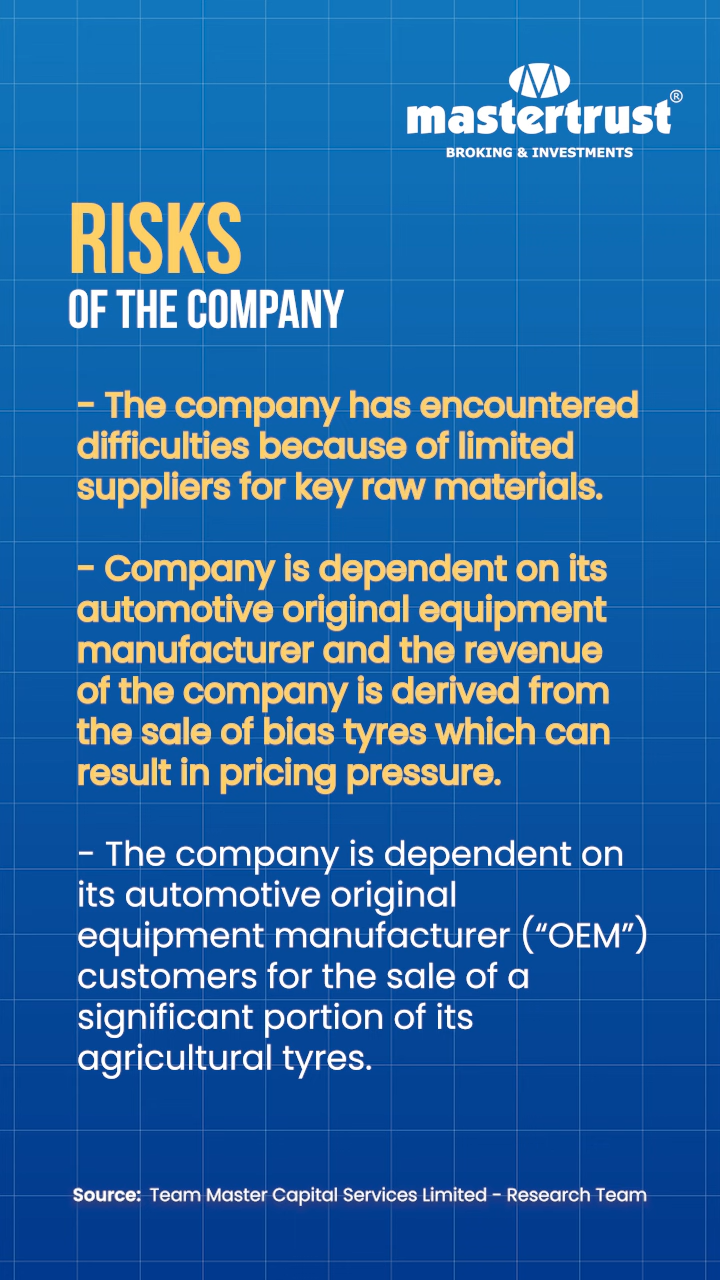 mastertrust®
BROKING & INVESTMENTS
RISKS
OF THE COMPANY
- The company has encountered
difficulties because of limited
suppliers for key raw materials.
- Company is dependent on its
automotive original equipment
manufacturer and the revenue
of the company is derived from
the sale of bias tyres which can
result in pricing pressure.
- The company is dependent on
its automotive original
equipment manufacturer (“OEM”)
customers for the sale of a
significant portion of its
agricultural tyres.
Source: Team Master Capital Services Limited - Research Team